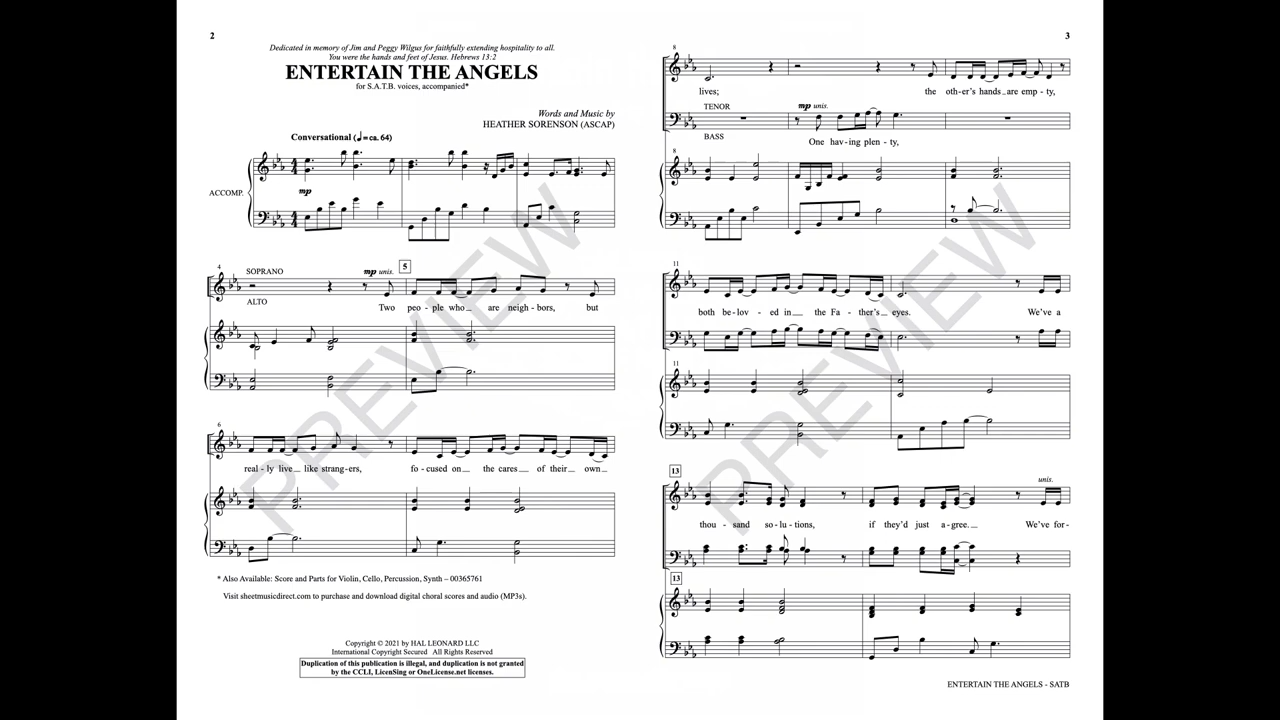 2
Dedicated in memory of Jim and Peggy Wilgus for faithfully extending hospitality to all.
You were the hands and feet of Jesus. Hebrews 13:2
ENTERTAIN THE ANGELS
for S.A.T.B. voices, accompanied*
Words and Music by
HEATHER SORENSON (ASCAP)
Conversational (♩ = ca. 64)
ACCOMP.
mp
4
SOPRANO
mp unis.
5
ALTO
Two peo - ple who are neigh - bors, but
6
real - ly live like strang - ers, fo - cused on the cares of their own
* Also Available: Score and Parts for Violin, Cello, Percussion, Synth – 00365761
Visit sheetmusicdirect.com to purchase and download digital choral scores and audio (MP3s).
Copyright © 2021 by HAL LEONARD LLC
International Copyright Secured All Rights Reserved
Duplication of this publication is illegal, and duplication is not granted
by the CCLI, LicenSing or OneLicense.net licenses.
PREVIEW
3
8
lives; the oth - er's hands are emp - ty,
TENOR
mp unis.
BASS
One hav - ing plen - ty,
8
11
both be - lov - ed in the Fa - ther's eyes. We've a
11
13
unis.
thou - sand so - lu - tions, if they'd just a - gree. We've for -
13
ENTERTAIN THE ANGELS - SATB
PREVIEW